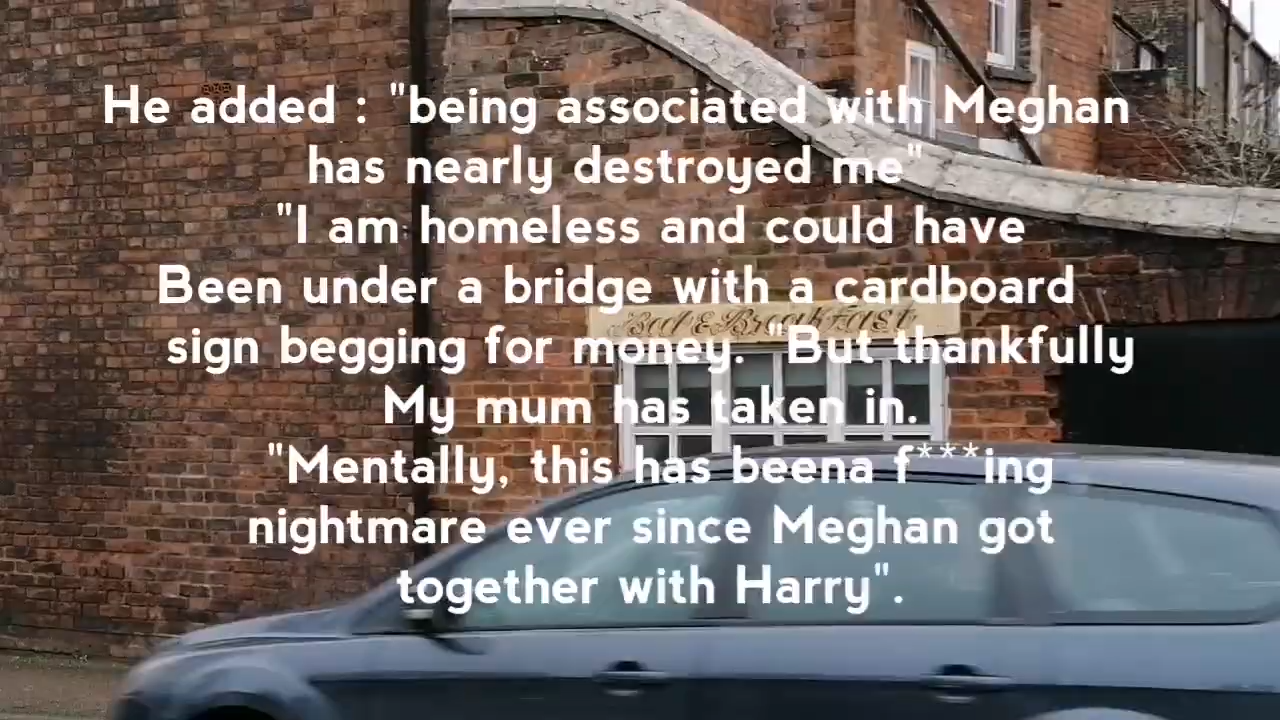 He added : "being associated with Meghan
has nearly destroyed me"
"I am homeless and could have
Been under a bridge with a cardboard
sign begging for money. "But thankfully
My mum has taken in.
"Mentally, this has beena f***ing
nightmare ever since Meghan got
together with Harry".
Bed & Breakfast